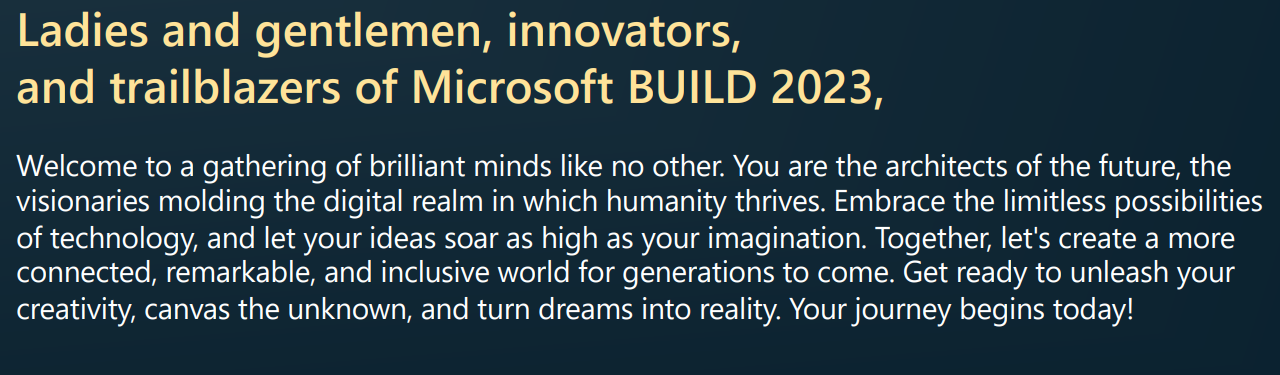 Ladies and gentlemen, innovators,
and trailblazers of Microsoft BUILD 2023,
Welcome to a gathering of brilliant minds like no other. You are the architects of the future, the
visionaries molding the digital realm in which humanity thrives. Embrace the limitless possibilities
of technology, and let your ideas soar as high as your imagination. Together, let's create a more
connected, remarkable, and inclusive world for generations to come. Get ready to unleash your
creativity, canvas the unknown, and turn dreams into reality. Your journey begins today!